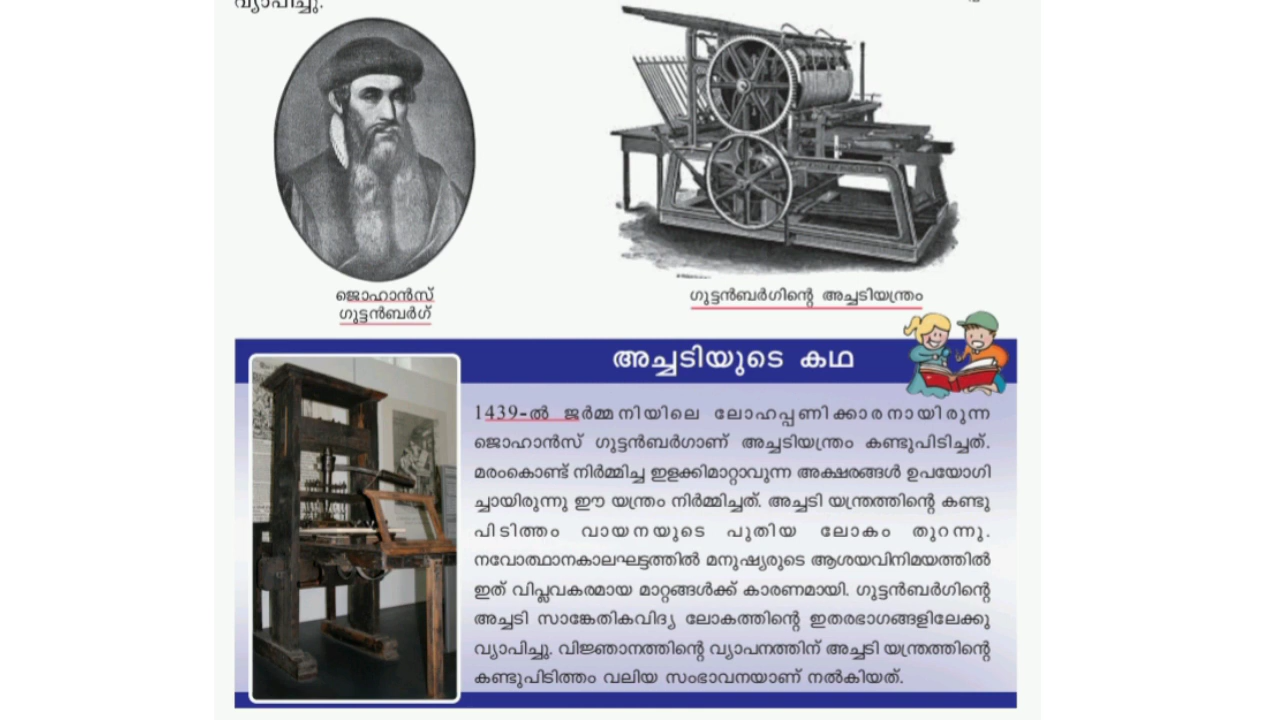 വ്യാപിച്ചു.
ജൊഹാൻസ്
ഗുട്ടൻബർഗ്
ഗുട്ടൻബർഗിന്റെ അച്ചടിയന്ത്രം
അച്ചടിയുടെ കഥ
1439-ൽ ജർമ്മനിയിലെ ലോഹപ്പണിക്കാരനായിരുന്ന
ജൊഹാൻസ് ഗുട്ടൻബർഗാണ് അച്ചടിയന്ത്രം കണ്ടുപിടിച്ചത്.
മരംകൊണ്ട് നിർമ്മിച്ച ഇളക്കിമാറ്റാവുന്ന അക്ഷരങ്ങൾ ഉപയോഗി
ച്ചായിരുന്നു ഈ യന്ത്രം നിർമ്മിച്ചത്. അച്ചടി യന്ത്രത്തിന്റെ കണ്ടു
പിടിത്തം വായനയുടെ പുതിയ ലോകം തുറന്നു.
നവോത്ഥാനകാലഘട്ടത്തിൽ മനുഷ്യരുടെ ആശയവിനിമയത്തിൽ
ഇത് വിപ്ലവകരമായ മാറ്റങ്ങൾക്ക് കാരണമായി. ഗുട്ടൻബർഗിന്റെ
അച്ചടി സാങ്കേതികവിദ്യ ലോകത്തിന്റെ ഇതരഭാഗങ്ങളിലേക്കു
വ്യാപിച്ചു. വിജ്ഞാനത്തിന്റെ വ്യാപനത്തിന് അച്ചടി യന്ത്രത്തിന്റെ
കണ്ടുപിടിത്തം വലിയ സംഭാവനയാണ് നൽകിയത്.